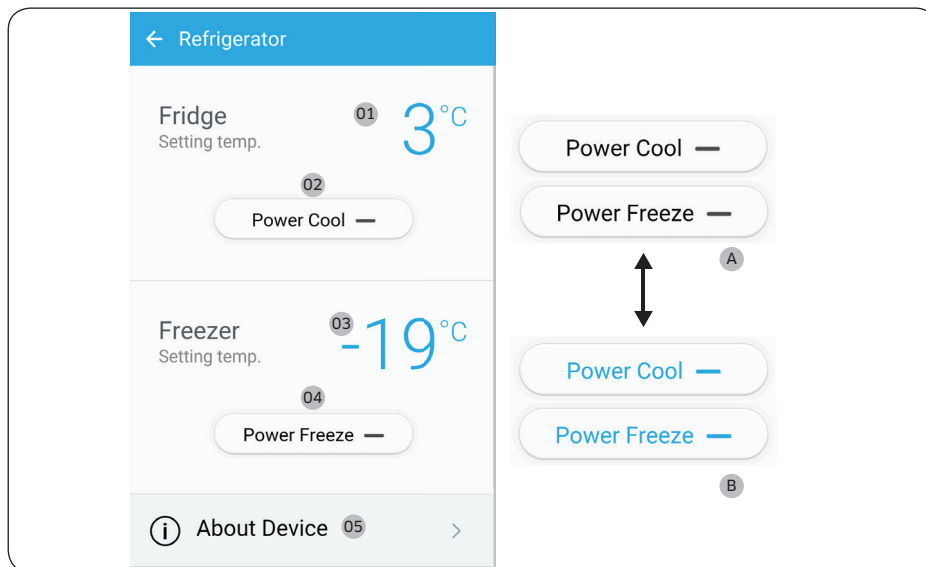 ← Refrigerator
Fridge 01 3°C
Setting temp.
02
Power Cool —
Freezer 03 -19°C
Setting temp.
04
Power Freeze —
i About Device 05 >
Power Cool —
Power Freeze —
A
Power Cool —
Power Freeze —
B